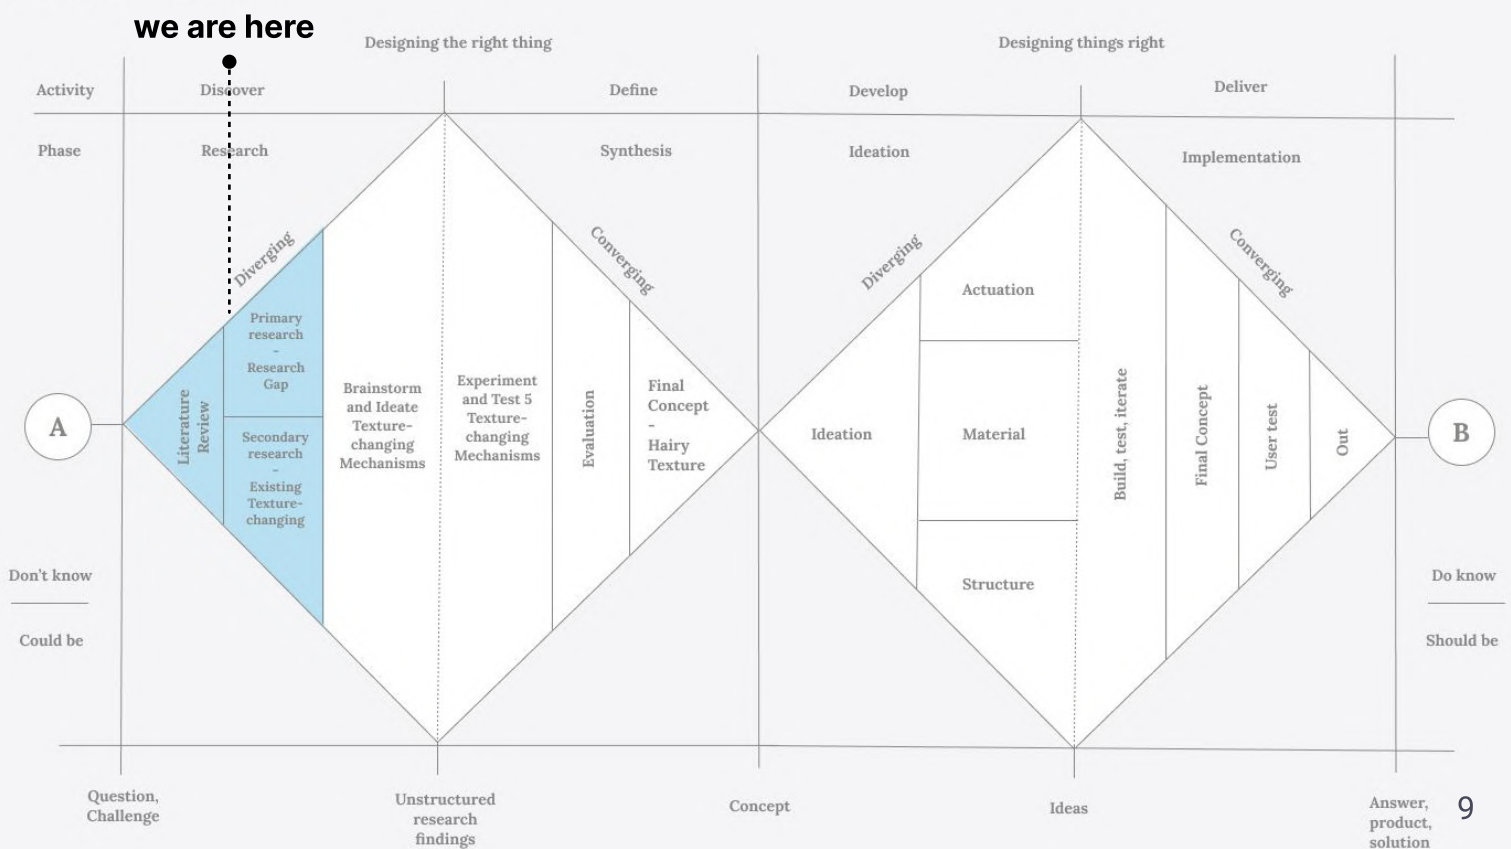 we are here
Designing the right thing
Designing things right
Activity
Discover
Define
Develop
Deliver
Phase
Research
Synthesis
Ideation
Implementation
Diverging
Converging
Diverging
Converging
A
Literature
Review
Primary
research
-
Research
Gap
Secondary
research
-
Existing
Texture-
changing
Brainstorm
and Ideate
Texture-
changing
Mechanisms
Experiment
and Test 5
Texture-
changing
Mechanisms
Evaluation
Final
Concept
-
Hairy
Texture
Ideation
Actuation
Material
Structure
Build, test, iterate
Final Concept
User test
Out
B
Don't know
Could be
Do know
Should be
Question,
Challenge
Unstructured
research
findings
Concept
Ideas
Answer,
product,
solution
9